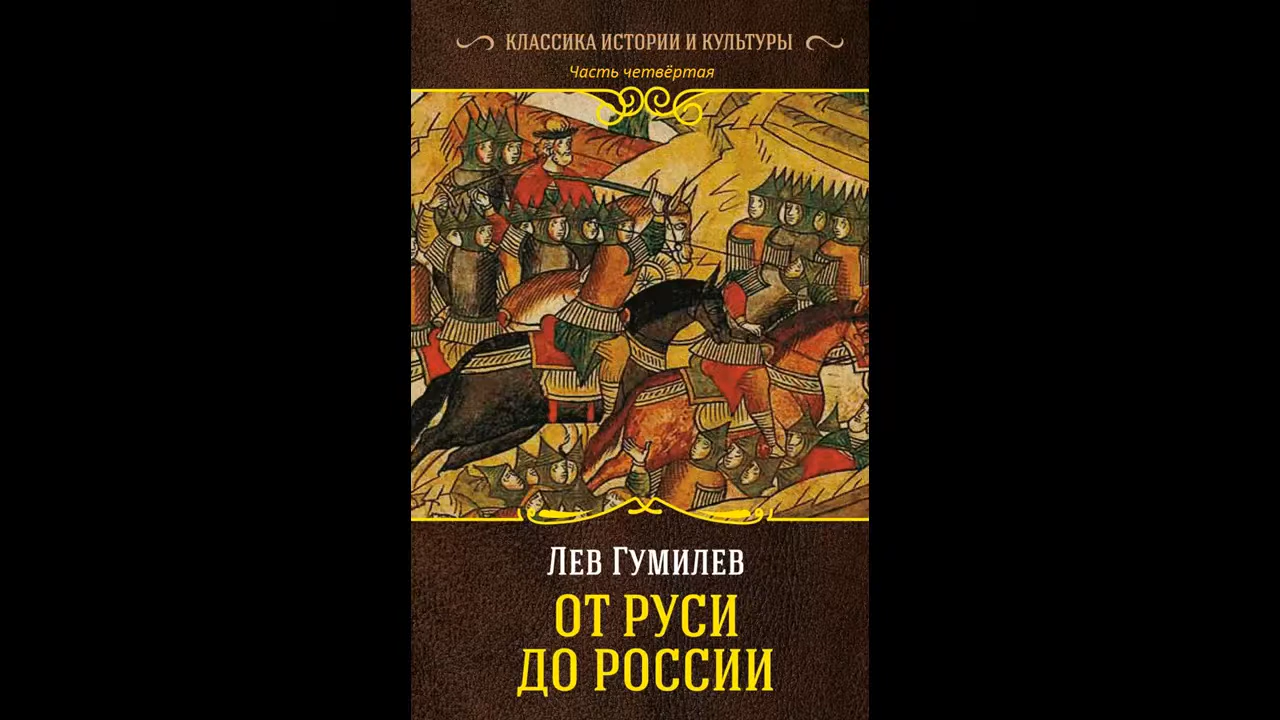 КЛАССИКА ИСТОРИИ И КУЛЬТУРЫ
Часть четвёртая
Лев Гумилев
ОТ РУСИ
ДО РОССИИ